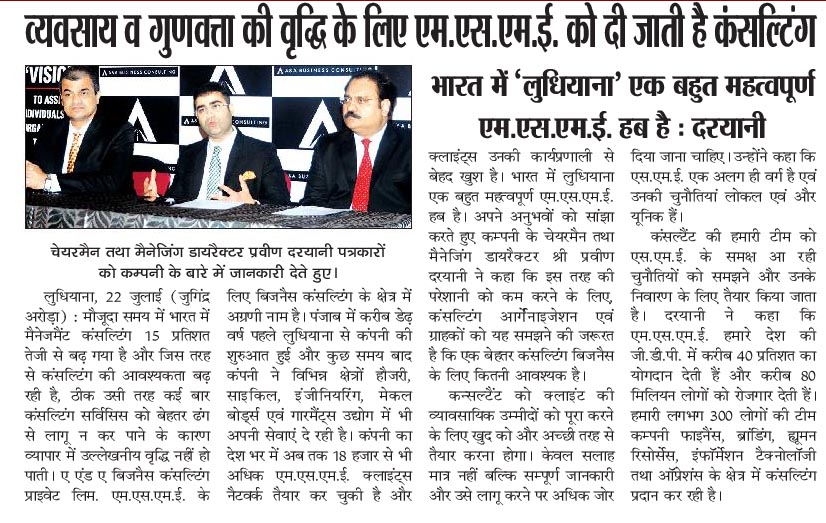 व्यवसाय व गुणवत्ता की वृद्धि के लिए एम.एस.एम.ई. को दी जाती है कंसल्टिंग
'VISIO
TO ASS
INDIVIDUALS
ORGA
A&A BUSINESS CONSULTING
A&A BUSINESS CONSULTING
चेयरमैन तथा मैनेजिंग डायरैक्टर प्रवीण दरयानी पत्रकारों
को कम्पनी के बारे में जानकारी देते हुए।
भारत में 'लुधियाना' एक बहुत महत्वपूर्ण
एम.एस.एम.ई. हब है : दरयानी
लुधियाना, 22 जुलाई (जुगिंद्र
अरोड़ा) : मौजूदा समय में भारत में
मैनेजमैंट कंसल्टिंग 15 प्रतिशत
तेजी से बढ़ गया है और जिस तरह
से कंसल्टिंग की आवश्यकता बढ़
रही है, ठीक उसी तरह कई बार
कंसल्टिंग सर्विसिस को बेहतर ढंग
से लागू न कर पाने के कारण
व्यापार में उल्लेखनीय वृद्धि नहीं हो
पाती। ए एंड ए बिजनैस कंसल्टिंग
प्राइवेट लिम. एम.एस.एम.ई. के
लिए बिजनैस कंसल्टिंग के क्षेत्र में
अग्रणी नाम है। पंजाब में करीब डेढ़
वर्ष पहले लुधियाना से कंपनी की
शुरुआत हुई और कुछ समय बाद
कंपनी ने विभिन्न क्षेत्रों हौजरी,
साइकिल, इंजीनियरिंग, मेकल
बोर्ड्स एवं गारमैंट्स उद्योग में भी
अपनी सेवाएं दे रही है। कंपनी का
देश भर में अब तक 18 हजार से भी
अधिक एम.एस.एम.ई. क्लाइंट्स
नैटवर्क तैयार कर चुकी है और
क्लाइंट्स उनकी कार्यप्रणाली से
बेहद खुश है। भारत में लुधियाना
एक बहुत महत्वपूर्ण एम.एस.एम.ई.
हब है। अपने अनुभवों को सांझा
करते हुए कम्पनी के चेयरमैन तथा
मैनेजिंग डायरैक्टर श्री प्रवीण
दरयानी ने कहा कि इस तरह की
परेशानी को कम करने के लिए,
कंसल्टिंग आर्गेनाइजेशन एवं
ग्राहकों को यह समझने की जरूरत
है कि एक बेहतर कंसल्टिंग बिजनैस
के लिए कितनी आवश्यक है।
कन्सल्टैंट को क्लाइंट की
व्यावसायिक उम्मीदों को पूरा करने
के लिए खुद को और अच्छी तरह से
तैयार करना होगा। केवल सलाह
मात्र नहीं बल्कि सम्पूर्ण जानकारी
और उसे लागू करने पर अधिक जोर
दिया जाना चाहिए। उन्होंने कहा कि
एस.एम.ई. एक अलग ही वर्ग है एवं
उनकी चुनौतियां लोकल एवं और
यूनिक हैं।
कंसल्टैंट की हमारी टीम को
एस.एम.ई. के समक्ष आ रही
चुनौतियों को समझने और उनके
निवारण के लिए तैयार किया जाता
है। दरयानी ने कहा कि
एम.एस.एम.ई. हमारे देश की
जी.डी.पी. में करीब 40 प्रतिशत का
योगदान देती हैं और करीब 80
मिलियन लोगों को रोजगार देती हैं।
हमारी लगभग 300 लोगों की टीम
कम्पनी फाइनैंस, ब्रांडिंग, ह्यूमन
रिसोर्सेस, इंफॉर्मेशन टैक्नोलॉजी
तथा ऑप्रेशंस के क्षेत्र में कंसल्टिंग
प्रदान कर रही है।